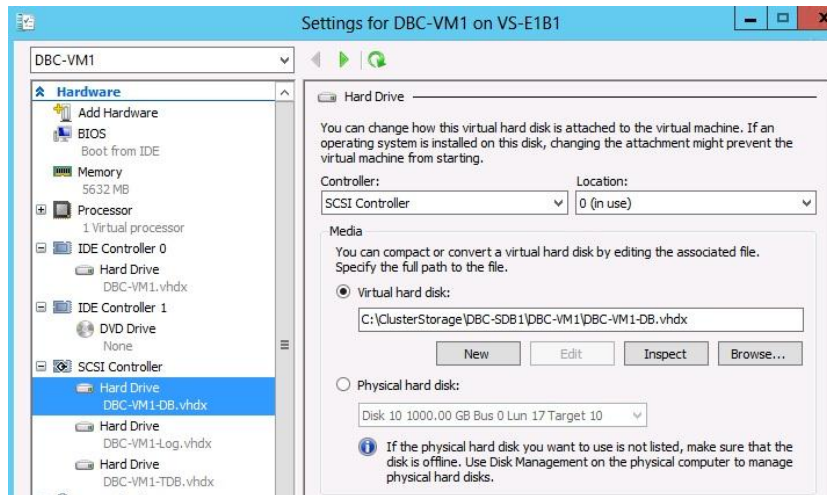 Settings for DBC-VM1 on VS-E1B1
DBC-VM1
Hardware
Add Hardware
BIOS
Boot from IDE
Memory
5632 MB
Processor
1 Virtual processor
IDE Controller 0
Hard Drive
DBC-VM1.vhdx
IDE Controller 1
DVD Drive
None
SCSI Controller
Hard Drive
DBC-VM1-DB.vhdx
Hard Drive
DBC-VM1-Log.vhdx
Hard Drive
DBC-VM1-TDB.vhdx
Hard Drive
You can change how this virtual hard disk is attached to the virtual machine. If an
operating system is installed on this disk, changing the attachment might prevent the
virtual machine from starting.
Controller:
Location:
SCSI Controller
0 (in use)
Media
You can compact or convert a virtual hard disk by editing the associated file.
Specify the full path to the file.
Virtual hard disk:
C:\ClusterStorage\DBC-SDB1\DBC-VM1\DBC-VM1-DB.vhdx
New
Edit
Inspect
Browse...
Physical hard disk:
Disk 10 1000.00 GB Bus 0 Lun 17 Target 10
If the physical hard disk you want to use is not listed, make sure that the
disk is offline. Use Disk Management on the physical computer to manage
physical hard disks.